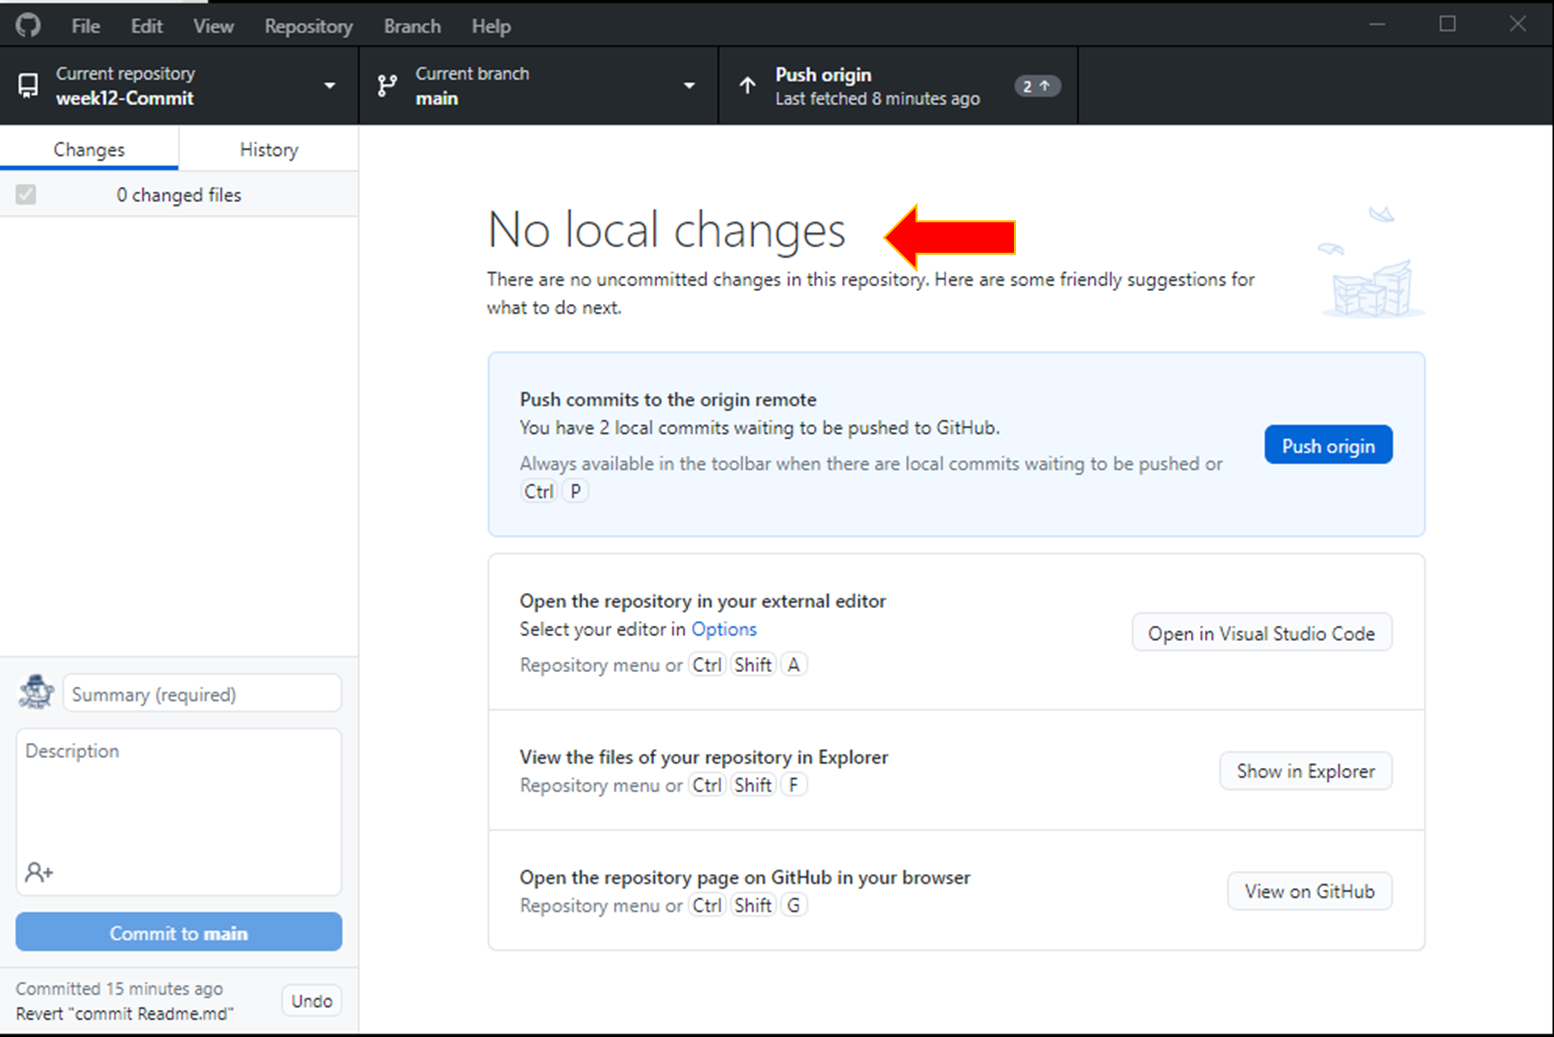 File Edit View Repository Branch Help
Current repository
week12-Commit
Current branch
main
Push origin
Last fetched 8 minutes ago
2
Changes
History
0 changed files
No local changes
There are no uncommitted changes in this repository. Here are some friendly suggestions for
what to do next.
Push commits to the origin remote
You have 2 local commits waiting to be pushed to GitHub.
Always available in the toolbar when there are local commits waiting to be pushed or
Ctrl P
Push origin
Open the repository in your external editor
Select your editor in Options
Repository menu or Ctrl Shift A
Open in Visual Studio Code
View the files of your repository in Explorer
Repository menu or Ctrl Shift F
Show in Explorer
Open the repository page on GitHub in your browser
Repository menu or Ctrl Shift G
View on GitHub
Summary (required)
Description
Commit to main
Committed 15 minutes ago
Revert "commit Readme.md"
Undo